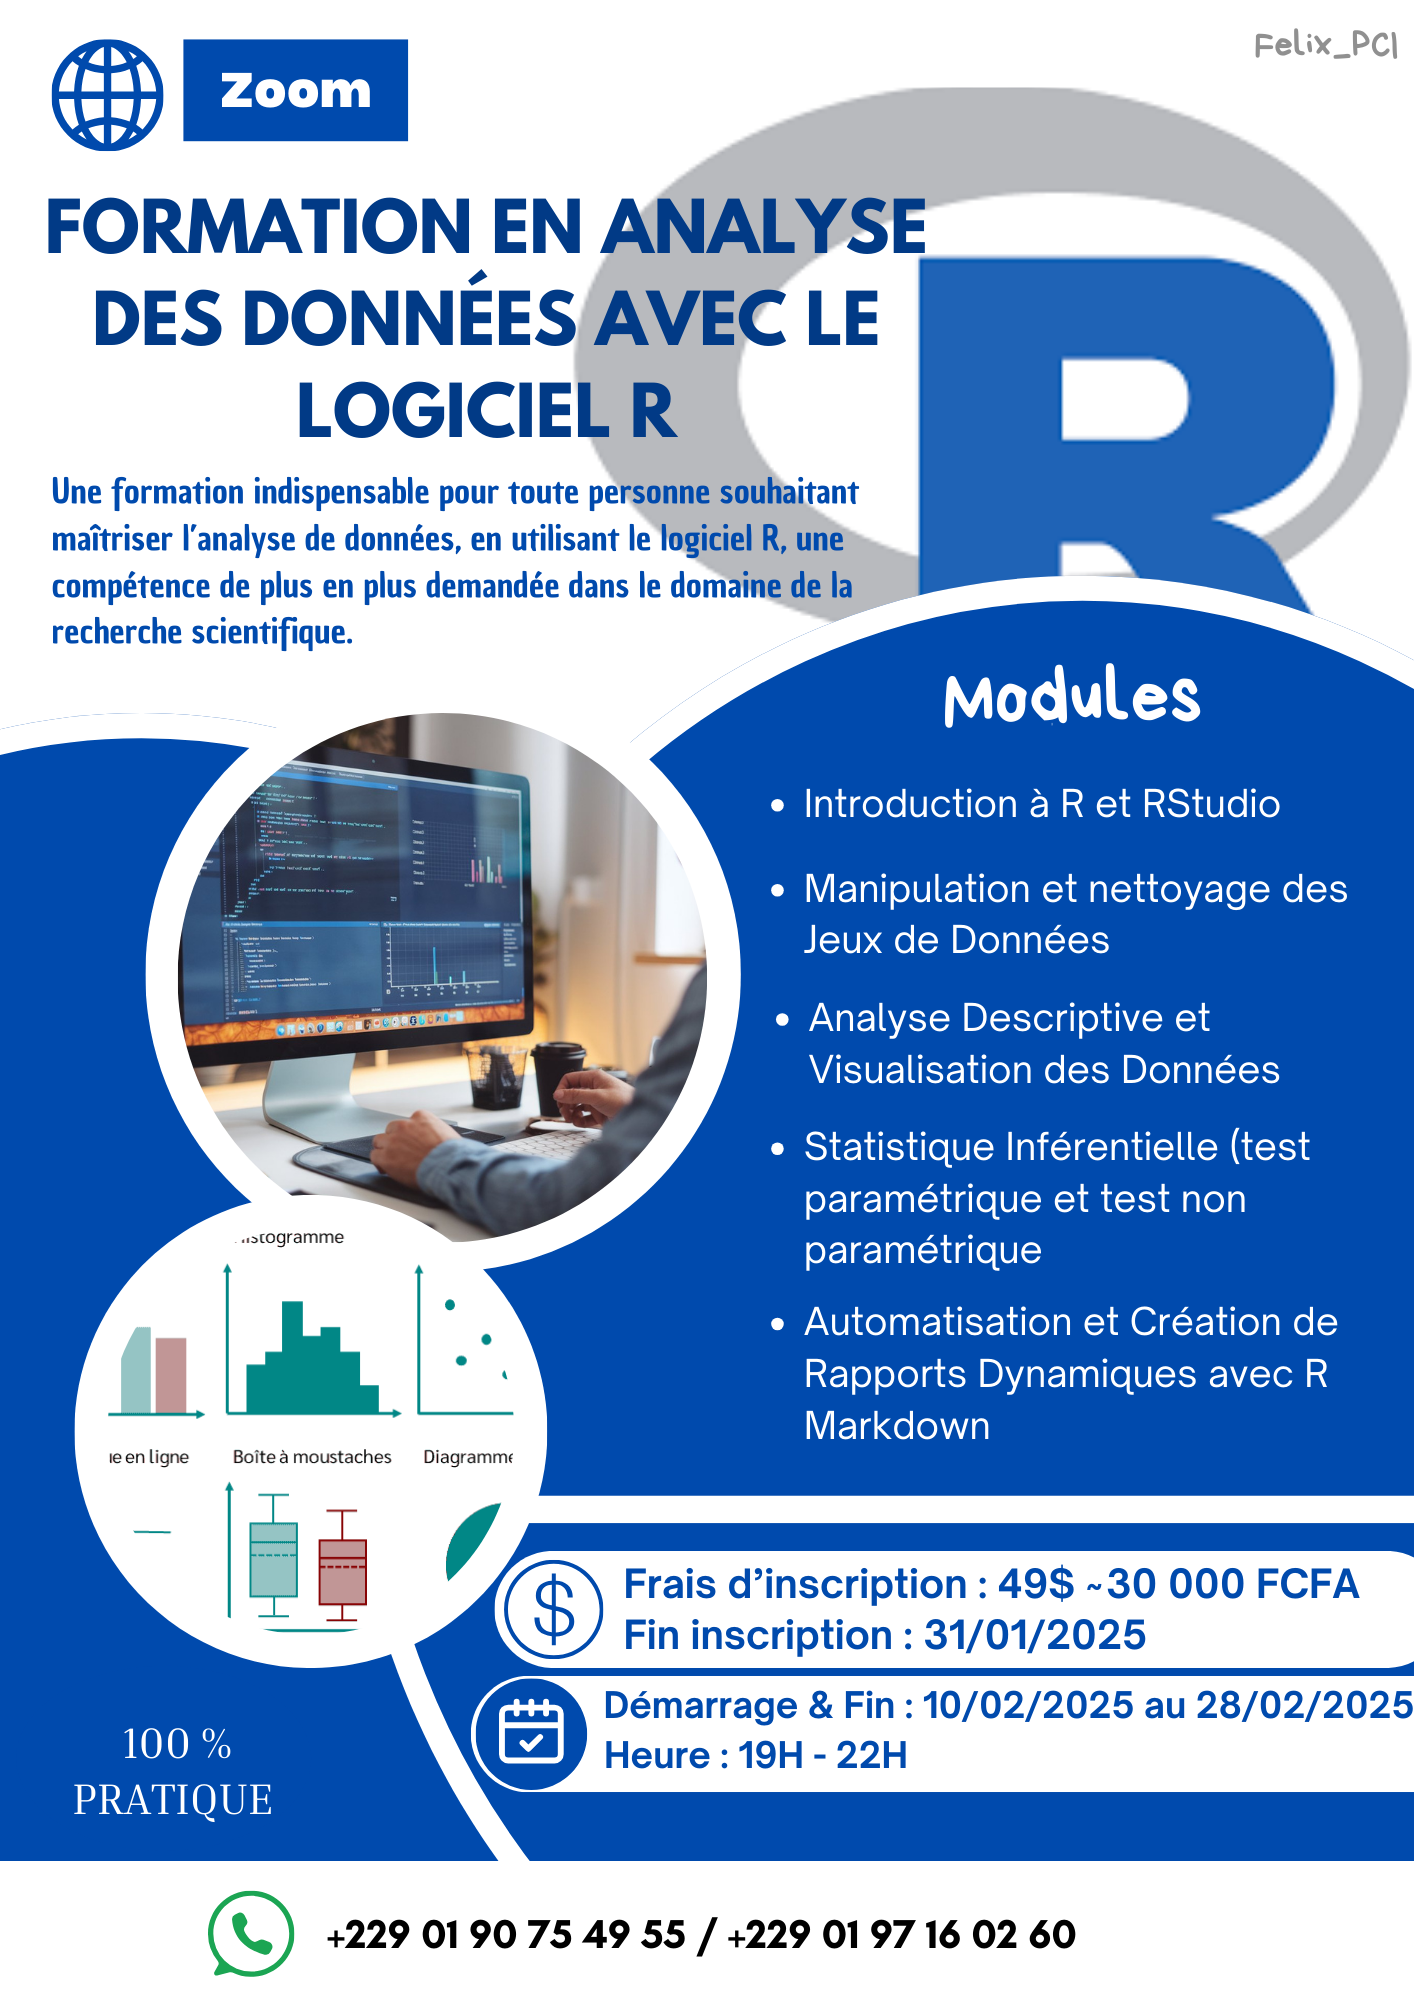 Felix_PCI
Zoom
FORMATION EN ANALYSE
DES DONNÉES AVEC LE
LOGICIEL R
Une formation indispensable pour toute personne souhaitant
maîtriser l'analyse de données, en utilisant le logiciel R, une
compétence de plus en plus demandée dans le domaine de la
recherche scientifique.
Modules
• Introduction à R et RStudio
• Manipulation et nettoyage des
Jeux de Données
• Analyse Descriptive et
Visualisation des Données
• Statistique Inférentielle (test
paramétrique et test non
paramétrique
• Automatisation et Création de
Rapports Dynamiques avec R
Markdown
istogramme
ue en ligne
Boîte à moustaches
Diagramme
Frais d’inscription : 49$ ~30 000 FCFA
Fin inscription : 31/01/2025
Démarrage & Fin : 10/02/2025 au 28/02/2025
Heure : 19H - 22H
100 %
PRATIQUE
+229 01 90 75 49 55 / +229 01 97 16 02 60